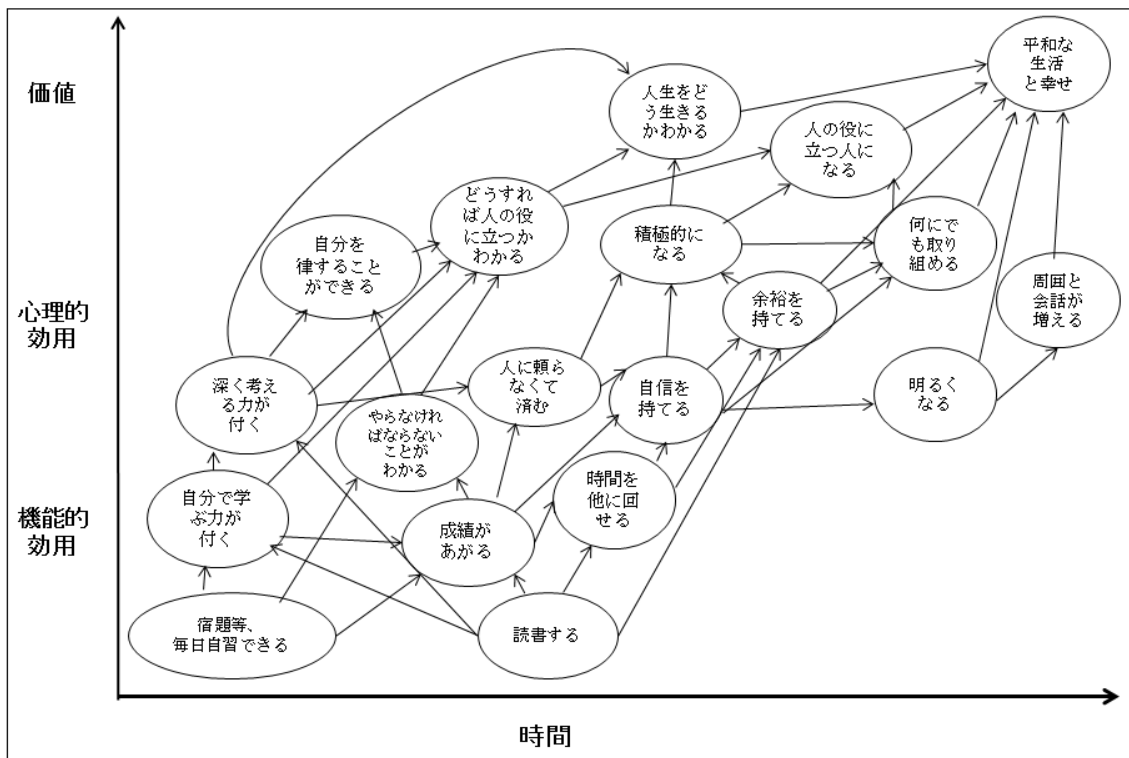 価値
平和な
生活
と幸せ
人生をど
う生きる
かわかる
人の役に
立つ人に
なる
どうすれ
ば人の役
に立つか
わかる
自分を
律すること
ができる
積極的に
なる
何にで
も取り
組める
心理的
効用
余裕を
持てる
周囲と
会話が
増える
深く考え
る力が
付く
人に頼ら
なくて
済む
自信を
持てる
明るく
なる
やらなけれ
ばならない
ことが
わかる
機能的
効用
自分で学
ぶ力が
付く
成績が
あがる
時間を
他に回
せる
宿題等、
毎日自習できる
読書する
時間